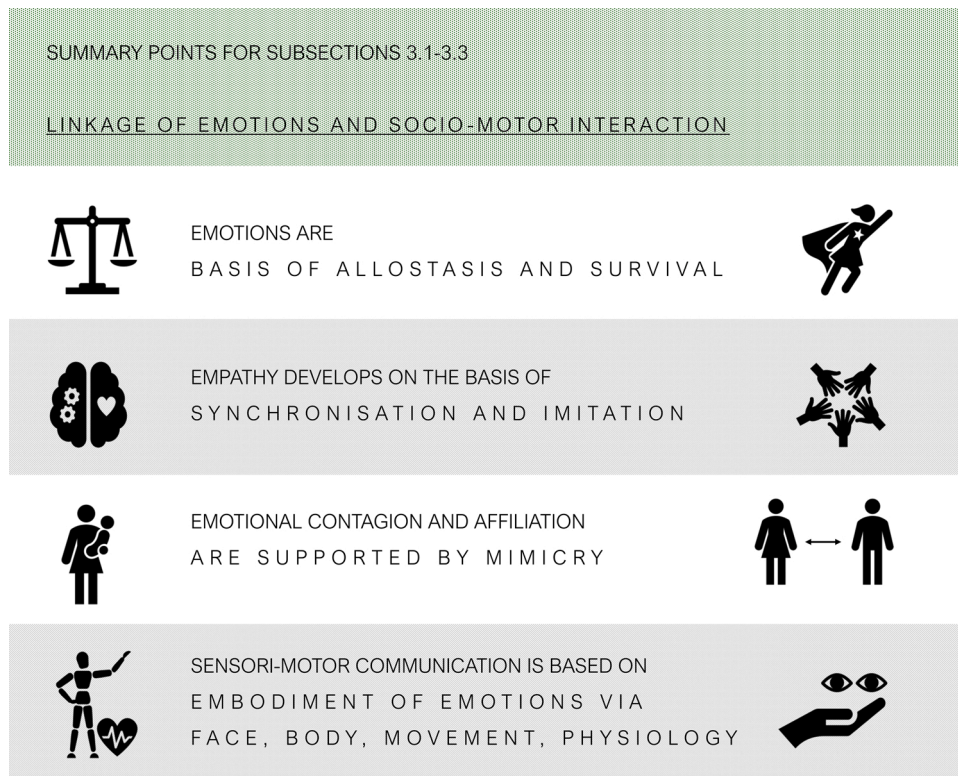 SUMMARY POINTS FOR SUBSECTIONS 3.1-3.3
LINKAGE OF EMOTIONS AND SOCIO-MOTOR INTERACTION
EMOTIONS ARE
BASIS OF ALLOSTASIS AND SURVIVAL
EMPATHY DEVELOPS ON THE BASIS OF
SYNCHRONISATION AND IMITATION
EMOTIONAL CONTAGION AND AFFILIATION
ARE SUPPORTED BY MIMICRY
SENSORI-MOTOR COMMUNICATION IS BASED ON
EMBODIMENT OF EMOTIONS VIA
FACE, BODY, MOVEMENT, PHYSIOLOGY